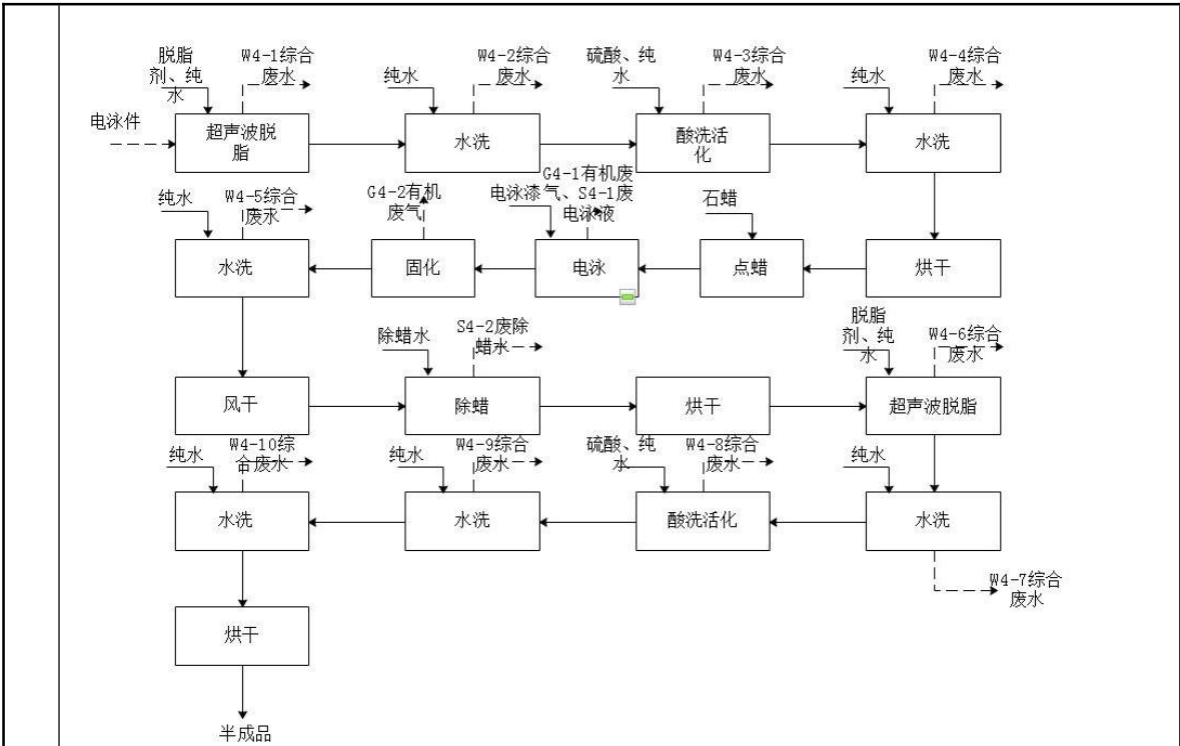 脱脂
剂、纯
水
W4-1综合
废水
纯水
W4-2综合
废水
硫酸、纯
水
W4-3综合
废水
纯水
W4-4综合
废水
电泳件
超声波脱
脂
水洗
酸洗活
化
水洗
纯水
W4-5综合
废水
G4-2有机
废气
电泳漆
G4-1有机废
气、S4-1废
电泳液
石蜡
水洗
固化
电泳
点蜡
烘干
除蜡水
S4-2废除
蜡水
脱脂
剂、纯
水
W4-6综合
废水
风干
除蜡
烘干
超声波脱脂
纯水
W4-10综
合废水
纯水
W4-9综合
废水
硫酸、纯
水
W4-8综合
废水
纯水
水洗
水洗
酸洗活化
水洗
W4-7综合
废水
烘干
半成品